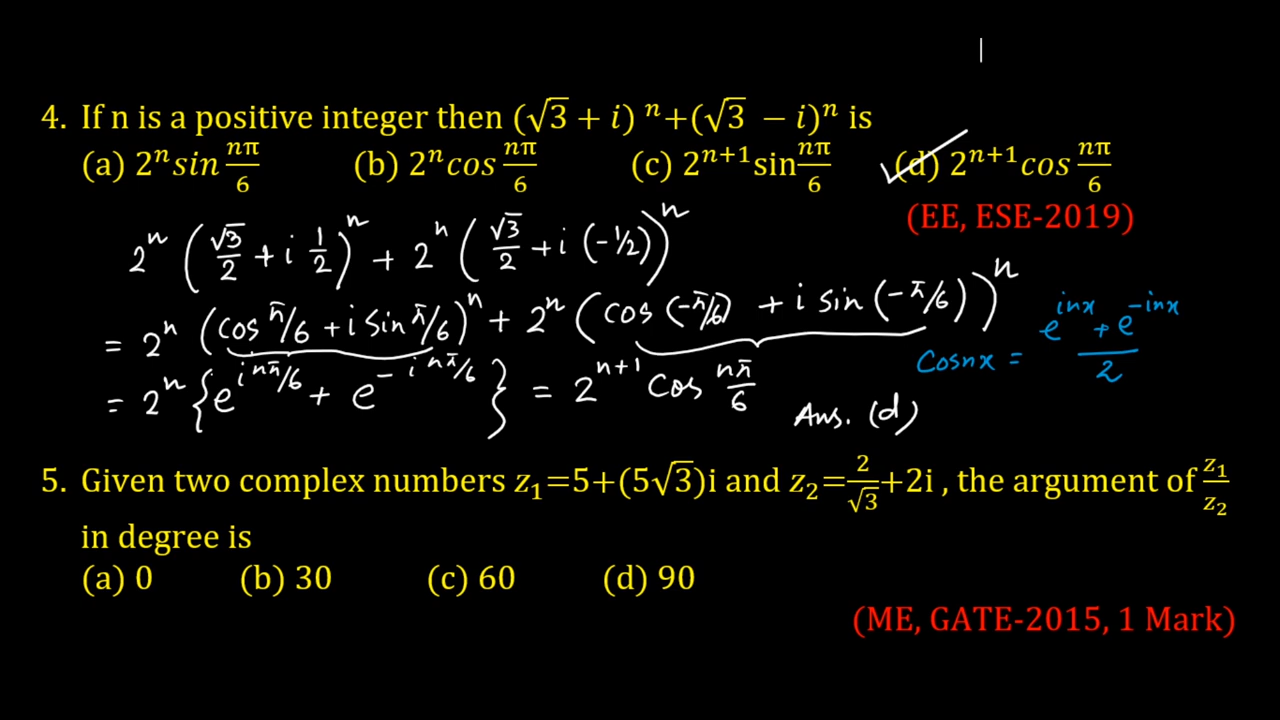 4. If n is a positive integer then (√3 + i) ⁿ+(√3 − i)ⁿ is
(a) 2ⁿsin nπ/6 (b) 2ⁿcos nπ/6 (c) 2ⁿ⁺¹sin nπ/6 (d) 2ⁿ⁺¹cos nπ/6
(EE, ESE-2019)
2ⁿ (√3/2 + i 1/2)ⁿ + 2ⁿ (√3/2 + i (-1/2))ⁿ
= 2ⁿ (cos π/6 + i sin π/6)ⁿ + 2ⁿ (cos (-π/6) + i sin (-π/6))ⁿ
cosnx = (e^{inx} + e^{-inx})/2
= 2ⁿ {e^{i nπ/6} + e^{- i nπ/6}} = 2ⁿ⁺¹ cos nπ/6
Ans. (d)
5. Given two complex numbers z₁=5+(5√3)i and z₂=2/√3+2i , the argument of z₁/z₂
in degree is
(a) 0 (b) 30 (c) 60 (d) 90
(ME, GATE-2015, 1 Mark)